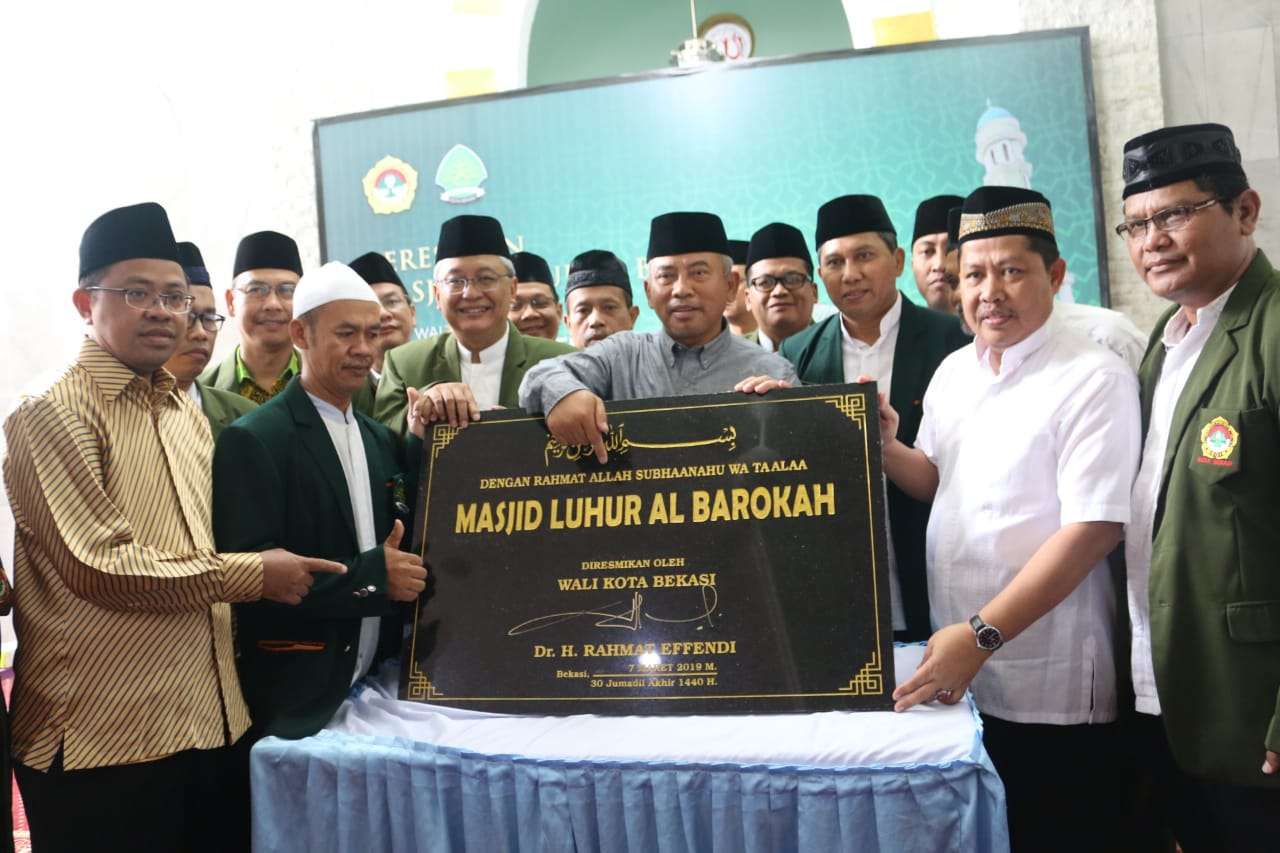 بسم الله الرحمن الرحيم
DENGAN RAHMAT ALLAH SUBHAANAHU WA TAALAA
MASJID LUHUR AL BAROKAH
DIRESMIKAN OLEH
WALI KOTA BEKASI
Dr. H. RAHMAT EFFENDI
Bekasi, 7 MARET 2019 M.
30 Jumadil Akhir 1440 H.